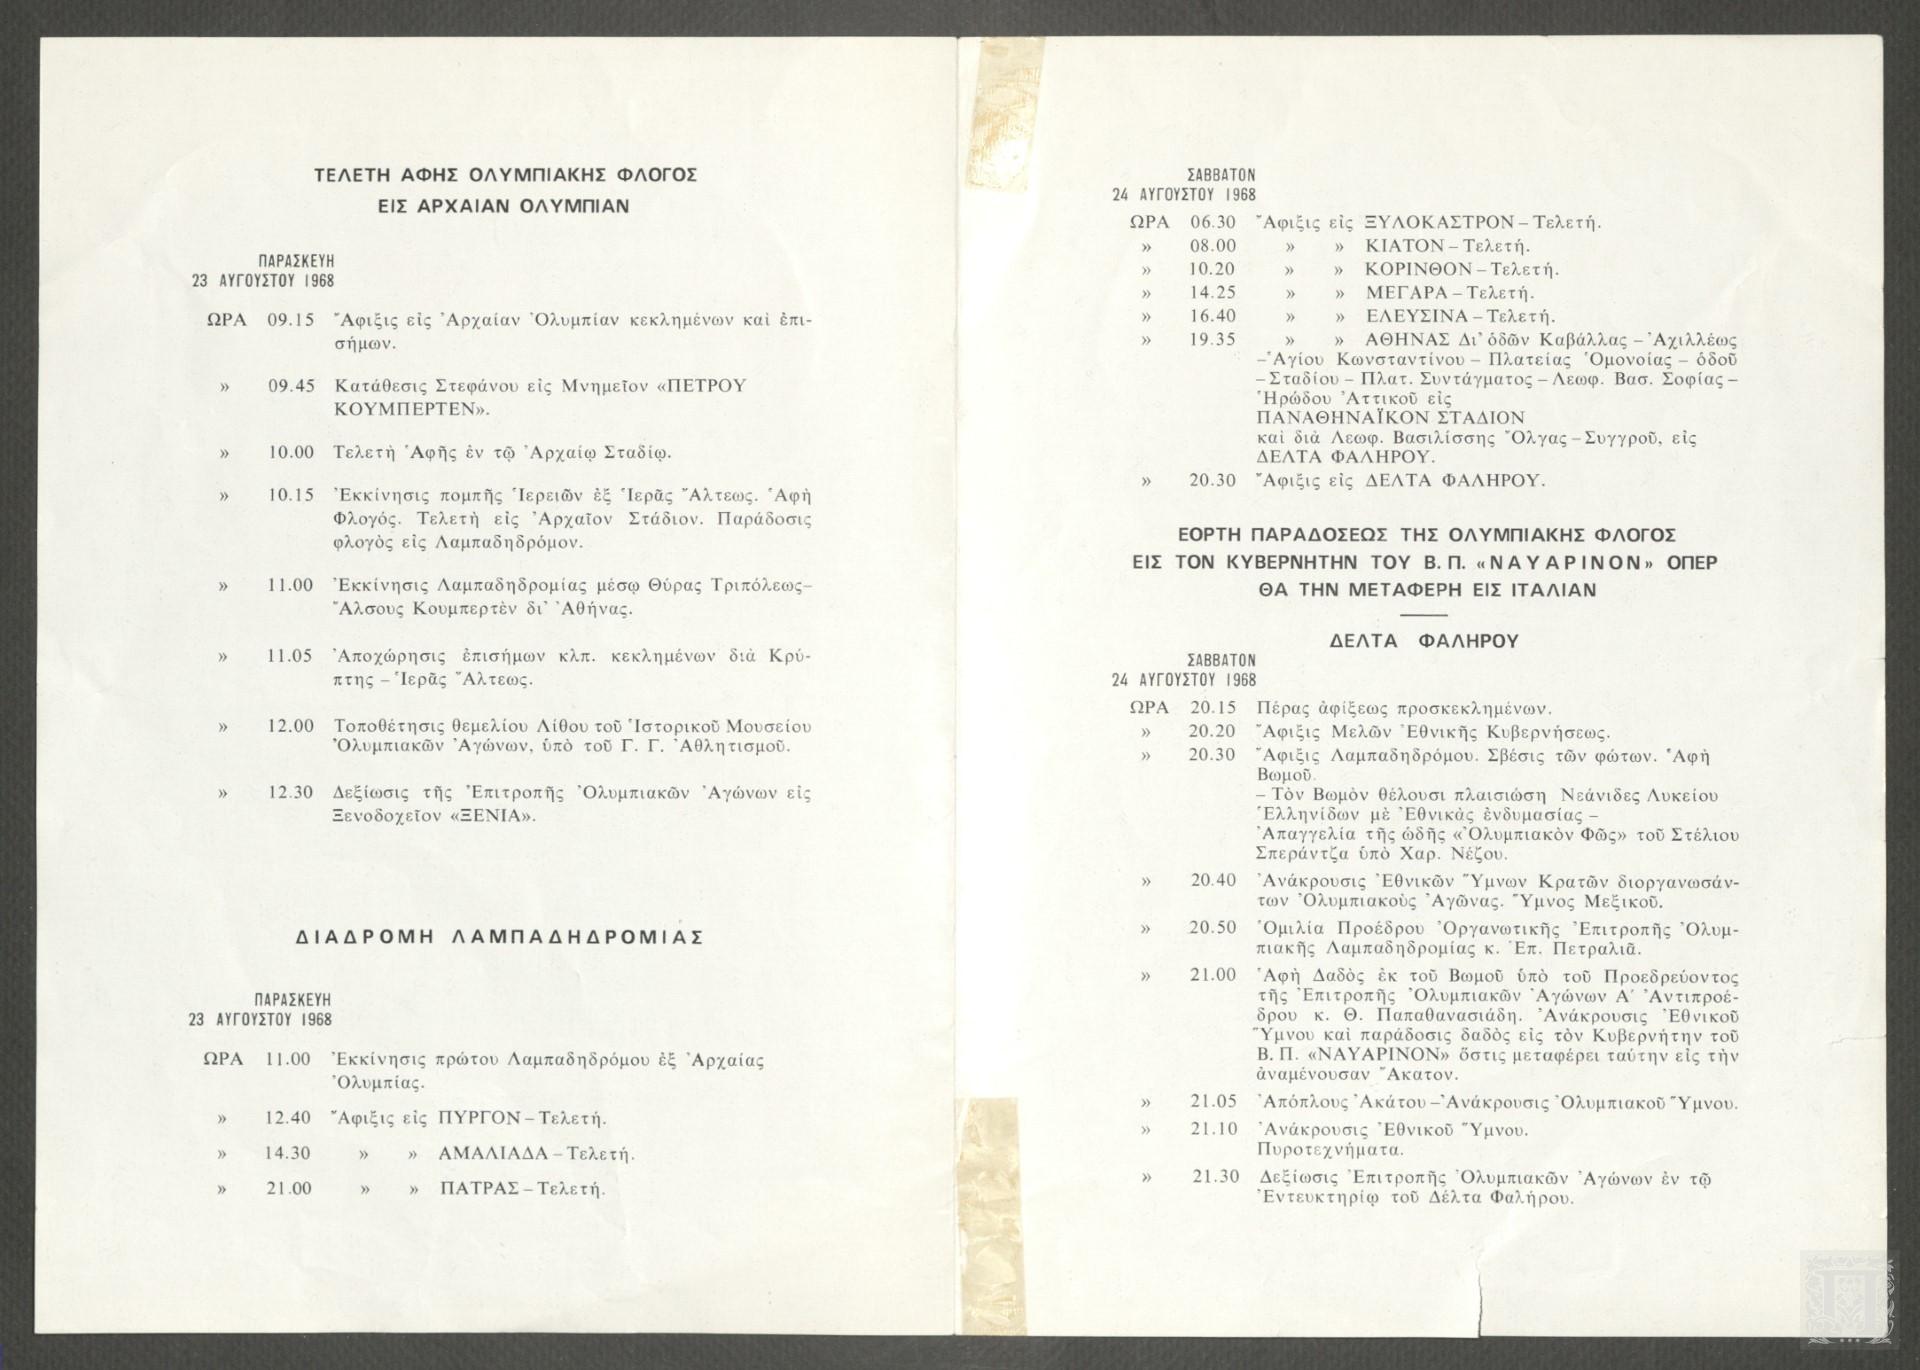 ΤΕΛΕΤΗ ΑΦΗΣ ΟΛΥΜΠΙΑΚΗΣ ΦΛΟΓΟΣ
ΕΙΣ ΑΡΧΑΙΑΝ ΟΛΥΜΠΙΑΝ
ΠΑΡΑΣΚΕΥΗ
23 ΑΥΓΟΥΣΤΟΥ 1968
ΩΡΑ 09.15 Ἄφιξις εἰς Ἀρχαίαν Ὀλυμπίαν κεκλημένων καὶ ἐπι-
σήμων.
» 09.45 Κατάθεσις Στεφάνου εἰς Μνημεῖον «ΠΕΤΡΟΥ
ΚΟΥΜΠΕΡΤΕΝ».
» 10.00 Τελετὴ Ἁφῆς ἐν τῷ Ἀρχαίῳ Σταδίῳ.
» 10.15 Ἐκκίνησις πομπῆς Ἱερειῶν ἐξ Ἱερᾶς Ἄλτεως. Ἁφὴ
Φλογός. Τελετὴ εἰς Ἀρχαῖον Στάδιον. Παράδοσις
φλογὸς εἰς Λαμπαδηδρόμον.
» 11.00 Ἐκκίνησις Λαμπαδηδρομίας μέσῳ Θύρας Τριπόλεως–
Ἄλσους Κουμπερτὲν δι' Ἀθήνας.
» 11.05 Ἀποχώρησις ἐπισήμων κλπ. κεκλημένων διὰ Κρύ-
πτης – Ἱερᾶς Ἄλτεως.
» 12.00 Τοποθέτησις θεμελίου Λίθου τοῦ Ἱστορικοῦ Μουσείου
Ὀλυμπιακῶν Ἀγώνων, ὑπὸ τοῦ Γ. Γ. Ἀθλητισμοῦ.
» 12.30 Δεξίωσις τῆς Ἐπιτροπῆς Ὀλυμπιακῶν Ἀγώνων εἰς
Ξενοδοχεῖον «ΞΕΝΙΑ».
ΔΙΑΔΡΟΜΗ ΛΑΜΠΑΔΗΔΡΟΜΙΑΣ
ΠΑΡΑΣΚΕΥΗ
23 ΑΥΓΟΥΣΤΟΥ 1968
ΩΡΑ 11.00 Ἐκκίνησις πρώτου Λαμπαδηδρόμου ἐξ Ἀρχαίας
Ὀλυμπίας.
» 12.40 Ἄφιξις εἰς ΠΥΡΓΟΝ – Τελετή.
» 14.30 » » ΑΜΑΛΙΑΔΑ – Τελετή.
» 21.00 » » ΠΑΤΡΑΣ – Τελετή.
ΣΑΒΒΑΤΟΝ
24 ΑΥΓΟΥΣΤΟΥ 1968
ΩΡΑ 06.30 Ἄφιξις εἰς ΞΥΛΟΚΑΣΤΡΟΝ – Τελετή.
» 08.00 » » ΚΙΑΤΟΝ – Τελετή.
» 10.20 » » ΚΟΡΙΝΘΟΝ – Τελετή.
» 14.25 » » ΜΕΓΑΡΑ – Τελετή.
» 16.40 » » ΕΛΕΥΣΙΝΑ – Τελετή.
» 19.35 » » ΑΘΗΝΑΣ Δι' ὁδῶν Καβάλλας – Ἀχιλλέως
– Ἁγίου Κωνσταντίνου – Πλατείας Ὁμονοίας – ὁδοῦ
– Σταδίου – Πλατ. Συντάγματος – Λεωφ. Βασ. Σοφίας –
Ἡρώδου Ἀττικοῦ εἰς
ΠΑΝΑΘΗΝΑΪΚΟΝ ΣΤΑΔΙΟΝ
καὶ διὰ Λεωφ. Βασιλίσσης Ὄλγας – Συγγροῦ, εἰς
ΔΕΛΤΑ ΦΑΛΗΡΟΥ.
» 20.30 Ἄφιξις εἰς ΔΕΛΤΑ ΦΑΛΗΡΟΥ.
ΕΟΡΤΗ ΠΑΡΑΔΟΣΕΩΣ ΤΗΣ ΟΛΥΜΠΙΑΚΗΣ ΦΛΟΓΟΣ
ΕΙΣ ΤΟΝ ΚΥΒΕΡΝΗΤΗΝ ΤΟΥ Β.Π. «ΝΑΥΑΡΙΝΟΝ» ΟΠΕΡ
ΘΑ ΤΗΝ ΜΕΤΑΦΕΡΗ ΕΙΣ ΙΤΑΛΙΑΝ
ΔΕΛΤΑ ΦΑΛΗΡΟΥ
ΣΑΒΒΑΤΟΝ
24 ΑΥΓΟΥΣΤΟΥ 1968
ΩΡΑ 20.15 Πέρας ἀφίξεως προσκεκλημένων.
» 20.20 Ἄφιξις Μελῶν Ἐθνικῆς Κυβερνήσεως.
» 20.30 Ἄφιξις Λαμπαδηδρόμου. Σβέσις τῶν φώτων. Ἁφὴ
Βωμοῦ.
– Τὸν Βωμὸν θέλουσι πλαισιώση Νεάνιδες Λυκείου
Ἑλληνίδων μὲ Ἐθνικὰς ἐνδυμασίας –
Ἀπαγγελία τῆς ὠδῆς «Ὀλυμπιακὸν Φῶς» τοῦ Στέλιου
Σπεράντζα ὑπὸ Χαρ. Νέζου.
» 20.40 Ἀνάκρουσις Ἐθνικῶν Ὕμνων Κρατῶν διοργανωσάν-
των Ὀλυμπιακοὺς Ἀγῶνας. Ὕμνος Μεξικοῦ.
» 20.50 Ὁμιλία Προέδρου Ὀργανωτικῆς Ἐπιτροπῆς Ὀλυμ-
πιακῆς Λαμπαδηδρομίας κ. Ἐπ. Πετραλιᾶ.
» 21.00 Ἁφὴ Δαδὸς ἐκ τοῦ Βωμοῦ ὑπὸ τοῦ Προεδρεύοντος
τῆς Ἐπιτροπῆς Ὀλυμπιακῶν Ἀγώνων Α΄ Ἀντιπροέ-
δρου κ. Θ. Παπαθανασιάδη. Ἀνάκρουσις Ἐθνικοῦ
Ὕμνου καὶ παράδοσις δαδὸς εἰς τὸν Κυβερνήτην τοῦ
Β.Π. «ΝΑΥΑΡΙΝΟΝ» ὅστις μεταφέρει ταύτην εἰς τὴν
ἀναμένουσαν Ἄκατον.
» 21.05 Ἀπόπλους Ἀκάτου – Ἀνάκρουσις Ὀλυμπιακοῦ Ὕμνου.
» 21.10 Ἀνάκρουσις Ἐθνικοῦ Ὕμνου.
Πυροτεχνήματα.
» 21.30 Δεξίωσις Ἐπιτροπῆς Ὀλυμπιακῶν Ἀγώνων ἐν τῷ
Ἐντευκτηρίῳ τοῦ Δέλτα Φαλήρου.